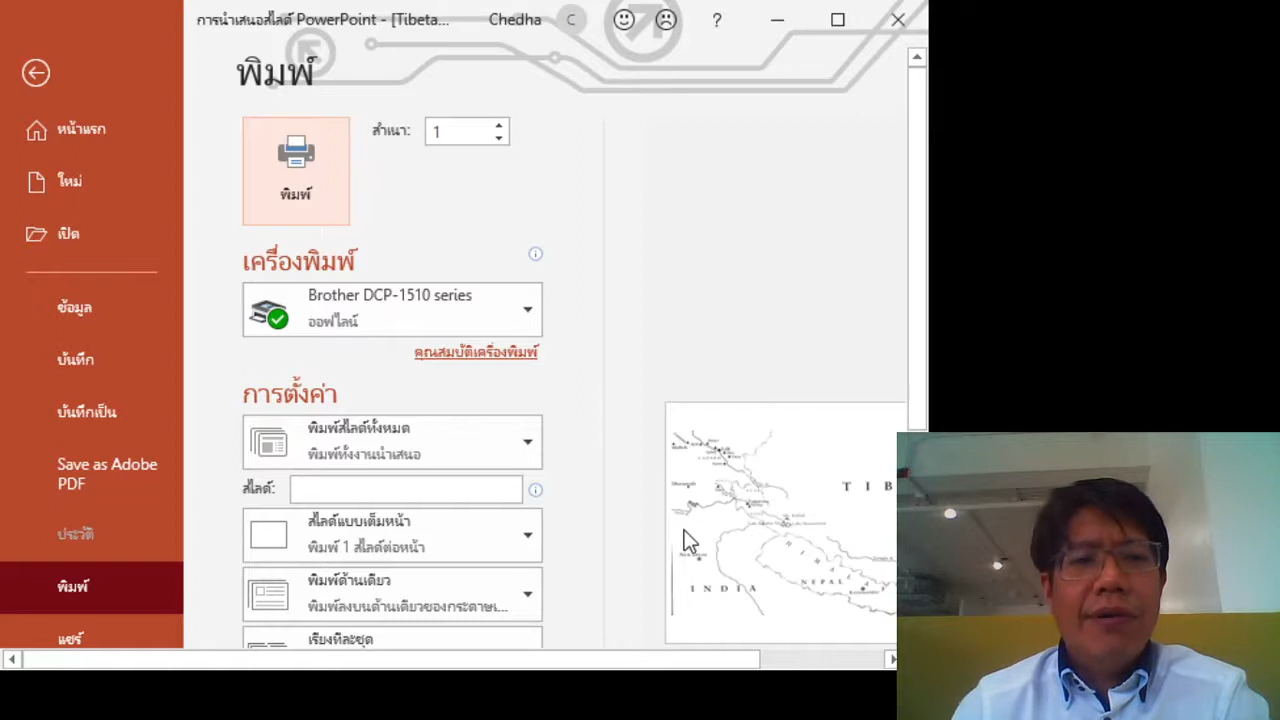 การนำเสนอสไลด์ PowerPoint - [Tibeta... Chedha C ?
พิมพ์
หน้าแรก
ใหม่
เปิด
ข้อมูล
บันทึก
บันทึกเป็น
Save as Adobe
PDF
ประวัติ
พิมพ์
แชร์
สำเนา: 1
พิมพ์
เครื่องพิมพ์
Brother DCP-1510 series
ออฟไลน์
คุณสมบัติเครื่องพิมพ์
การตั้งค่า
พิมพ์สไลด์ทั้งหมด
พิมพ์ทั้งงานนำเสนอ
สไลด์:
สไลด์แบบเต็มหน้า
พิมพ์ 1 สไลด์ต่อหน้า
พิมพ์ด้านเดียว
พิมพ์ลงบนด้านเดียวของกระดาษเ...
เรียงทีละชุด
T I B
H I M A L A
N E P A L
I N D I A